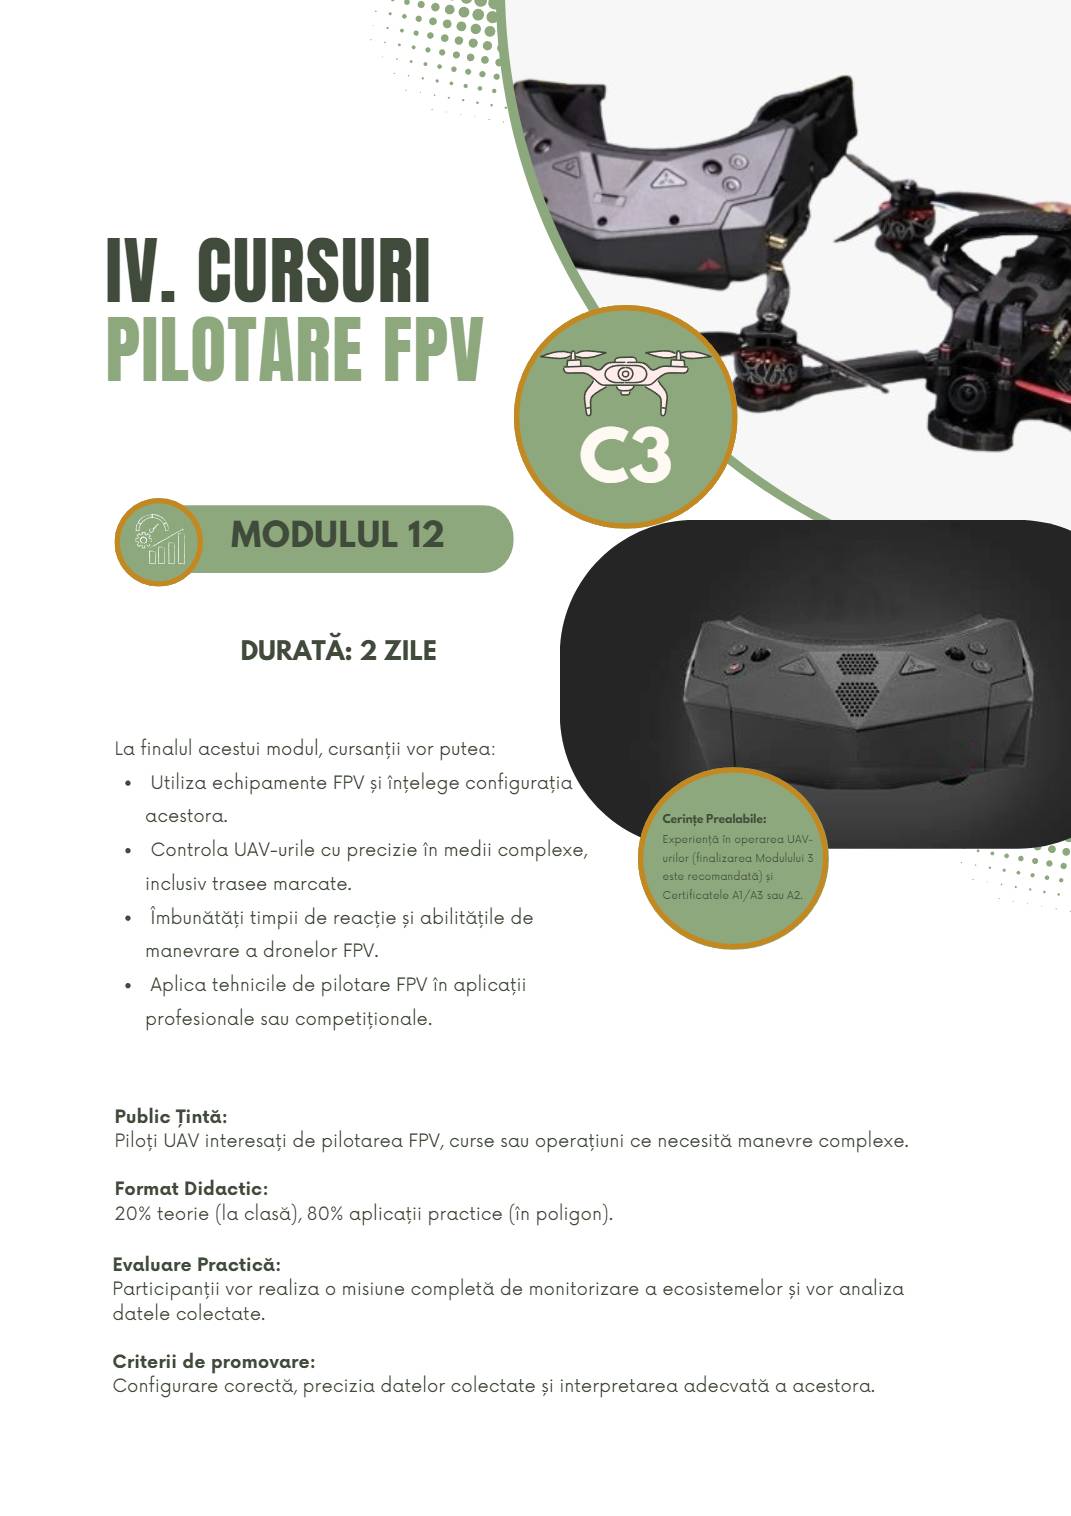 IV. CURSURI
PILOTARE FPV
C3
MODULUL 12
DURATĂ: 2 ZILE
La finalul acestui modul, cursanții vor putea:
• Utiliza echipamente FPV și înțelege configurația
acestora.
• Controla UAV-urile cu precizie în medii complexe,
inclusiv trasee marcate.
• Îmbunătăți timpii de reacție și abilitățile de
manevrare a dronelor FPV.
• Aplica tehnicile de pilotare FPV în aplicații
profesionale sau competiționale.
Cerințe Prealabile:
Experiență în operarea UAV-
urilor (finalizarea Modulului 3
este recomandată) și
Certificatele A1/A3 sau A2.
Public Țintă:
Piloți UAV interesați de pilotarea FPV, curse sau operațiuni ce necesită manevre complexe.
Format Didactic:
20% teorie (la clasă), 80% aplicații practice (în poligon).
Evaluare Practică:
Participanții vor realiza o misiune completă de monitorizare a ecosistemelor și vor analiza
datele colectate.
Criterii de promovare:
Configurare corectă, precizia datelor colectate și interpretarea adecvată a acestora.